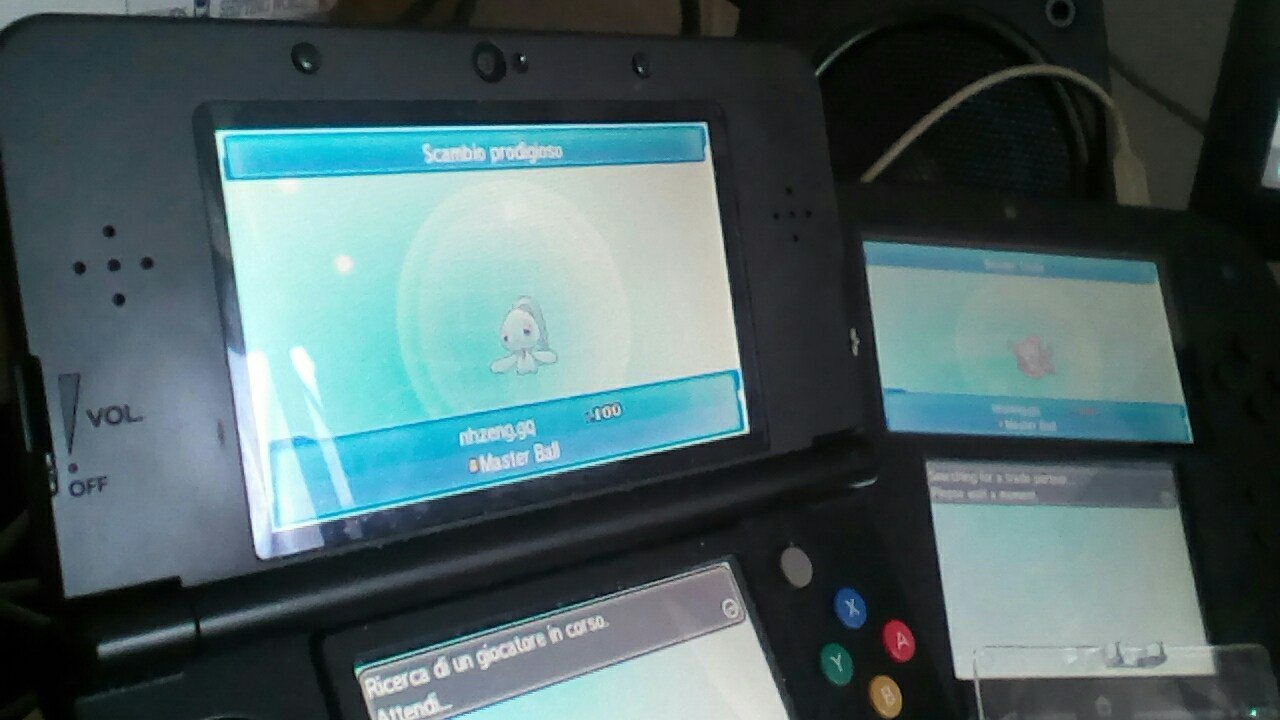 Scambio prodigioso
nhzeng.gq
100
Master Ball
VOL.
OFF
Ricerca di un giocatore in corso.
Attendi...
X
A
Y
B
Master Ball
Searching for a trade partner.
Please wait a moment.